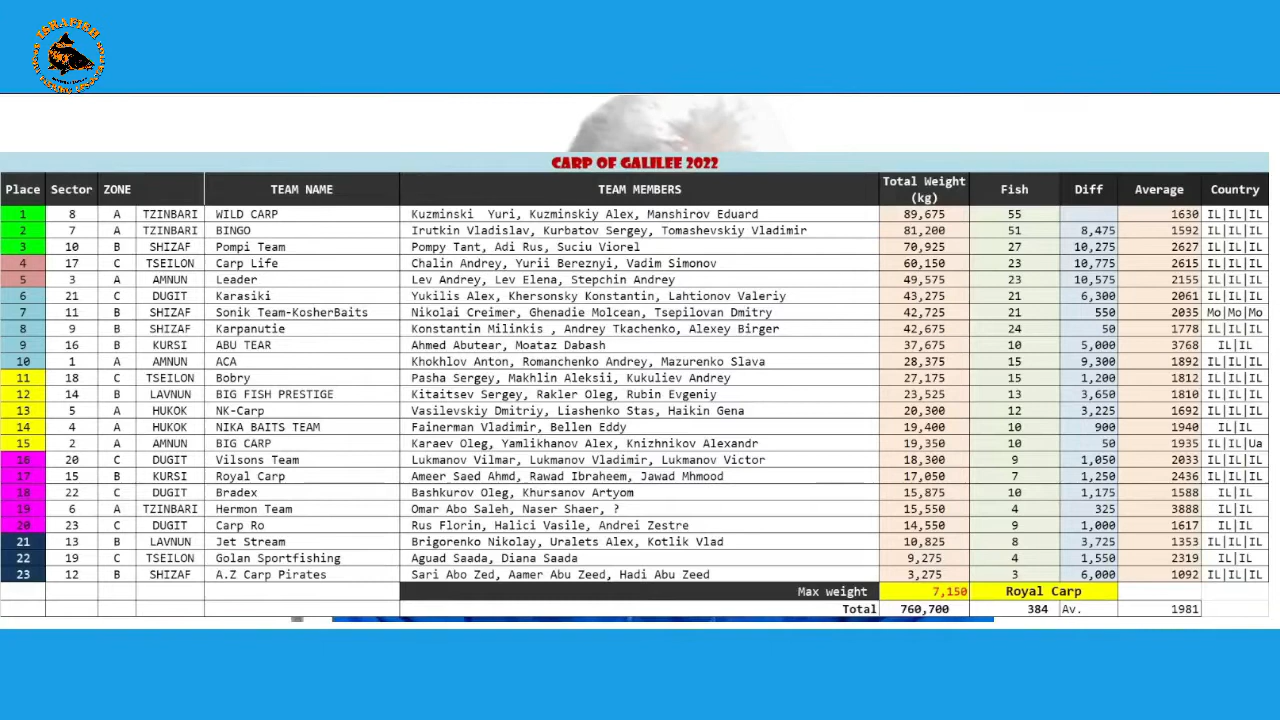 ISRAFISH
CARP OF GALILEE 2022
Place Sector ZONE TEAM NAME TEAM MEMBERS Total Weight (kg) Fish Diff Average Country
1 8 A TZINBARI WILD CARP Kuzminski Yuri, Kuzminskiy Alex, Manshirov Eduard 89,675 55 1630 IL|IL|IL
2 7 A TZINBARI BINGO Irutkin Vladislav, Kurbatov Sergey, Tomashevskiy Vladimir 81,200 51 8,475 1592 IL|IL|IL
3 10 B SHIZAF Pompi Team Pompy Tant, Adi Rus, Suciu Viorel 70,925 27 10,275 2627 IL|IL|IL
4 17 C TSEILON Carp Life Chalin Andrey, Yurii Bereznyi, Vadim Simonov 60,150 23 10,775 2615 IL|IL|IL
5 3 A AMNUN Leader Lev Andrey, Lev Elena, Stepchin Andrey 49,575 23 10,575 2155 IL|IL|IL
6 21 C DUGIT Karasiki Yukilis Alex, Khersonsky Konstantin, Lahtionov Valeriy 43,275 21 6,300 2061 IL|IL|IL
7 11 B SHIZAF Sonik Team-KosherBaits Nikolai Creimer, Ghenadie Molcean, Tsepilovan Dmitry 42,725 21 550 2035 Mo|Mo|Mo
8 9 B SHIZAF Karpanutie Konstantin Milinkis , Andrey Tkachenko, Alexey Birger 42,675 24 50 1778 IL|IL|IL
9 16 B KURSI ABU TEAR Ahmed Abutear, Moataz Dabash 37,675 10 5,000 3768 IL|IL
10 1 A AMNUN ACA Khokhlov Anton, Romanchenko Andrey, Mazurenko Slava 28,375 15 9,300 1892 IL|IL|IL
11 18 C TSEILON Bobry Pasha Sergey, Makhlin Aleksii, Kukuliev Andrey 27,175 15 1,200 1812 IL|IL|IL
12 14 B LAVNUN BIG FISH PRESTIGE Kitaitsev Sergey, Rakler Oleg, Rubin Evgeniy 23,525 13 3,650 1810 IL|IL|IL
13 5 A HUKOK NK-Carp Vasilevskiy Dmitriy, Liashenko Stas, Haikin Gena 20,300 12 3,225 1692 IL|IL|IL
14 4 A HUKOK NIKA BAITS TEAM Fainerman Vladimir, Bellen Eddy 19,400 10 900 1940 IL|IL
15 2 A AMNUN BIG CARP Karaev Oleg, Yamlikhanov Alex, Knizhnikov Alexandr 19,350 10 50 1935 IL|IL|Ua
16 20 C DUGIT Vilsons Team Lukmanov Vilmar, Lukmanov Vladimir, Lukmanov Victor 18,300 9 1,050 2033 IL|IL|IL
17 15 B KURSI Royal Carp Ameer Saed Ahmd, Rawad Ibraheem, Jawad Mhmood 17,050 7 1,250 2436 IL|IL|IL
18 22 C DUGIT Bradex Bashkurov Oleg, Khursanov Artyom 15,875 10 1,175 1588 IL|IL
19 6 A TZINBARI Hermon Team Omar Abo Saleh, Naser Shaer, ? 15,550 4 325 3888 IL|IL
20 23 C DUGIT Carp Ro Rus Florin, Halici Vasile, Andrei Zestre 14,550 9 1,000 1617 IL|IL
21 13 B LAVNUN Jet Stream Brigorenko Nikolay, Uralets Alex, Kotlik Vlad 10,825 8 3,725 1353 IL|IL|IL
22 19 C TSEILON Golan Sportfishing Aguad Saada, Diana Saada 9,275 4 1,550 2319 IL|IL
23 12 B SHIZAF A.Z Carp Pirates Sari Abo Zed, Aamer Abu Zeed, Hadi Abu Zeed 3,275 3 6,000 1092 IL|IL|IL
Max weight 7,150 Royal Carp
Total 760,700 384 Av. 1981